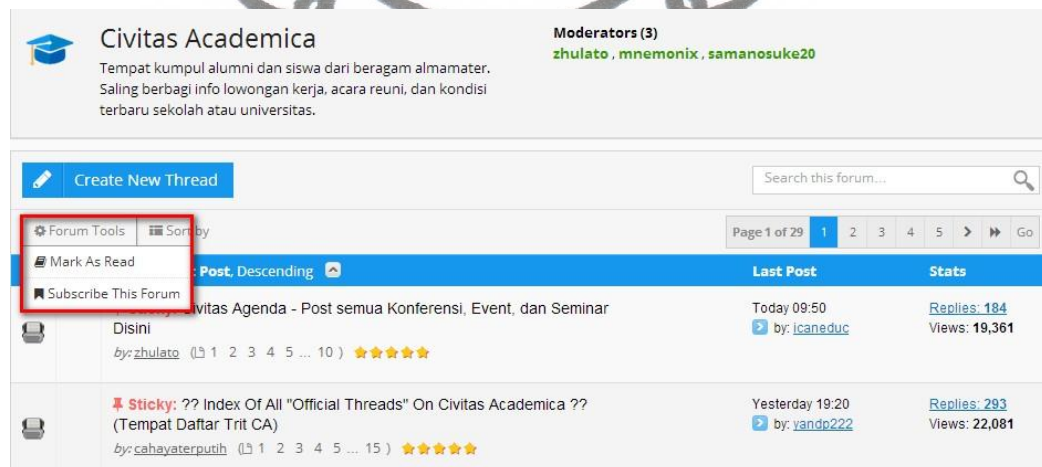 Civitas Academica
Tempat kumpul alumni dan siswa dari beragam almamater.
Saling berbagi info lowongan kerja, acara reuni, dan kondisi
terbaru sekolah atau universitas.
Moderators (3)
zhulato , mnemonix , samanosuke20
Create New Thread
Search this forum...
Forum Tools Sort by
Page 1 of 29 1 2 3 4 5 Go
Mark As Read
Subscribe This Forum
: Post, Descending
Last Post
Stats
Civitas Agenda - Post semua Konferensi, Event, dan Seminar
Disini
by: zhulato ( 1 2 3 4 5 ... 10 )
Today 09:50
by: icaneduc
Replies: 184
Views: 19,361
Sticky: ?? Index Of All "Official Threads" On Civitas Academica ??
(Tempat Daftar Trit CA)
by: cahayaterputih ( 1 2 3 4 5 ... 15 )
Yesterday 19:20
by: yandp222
Replies: 293
Views: 22,081